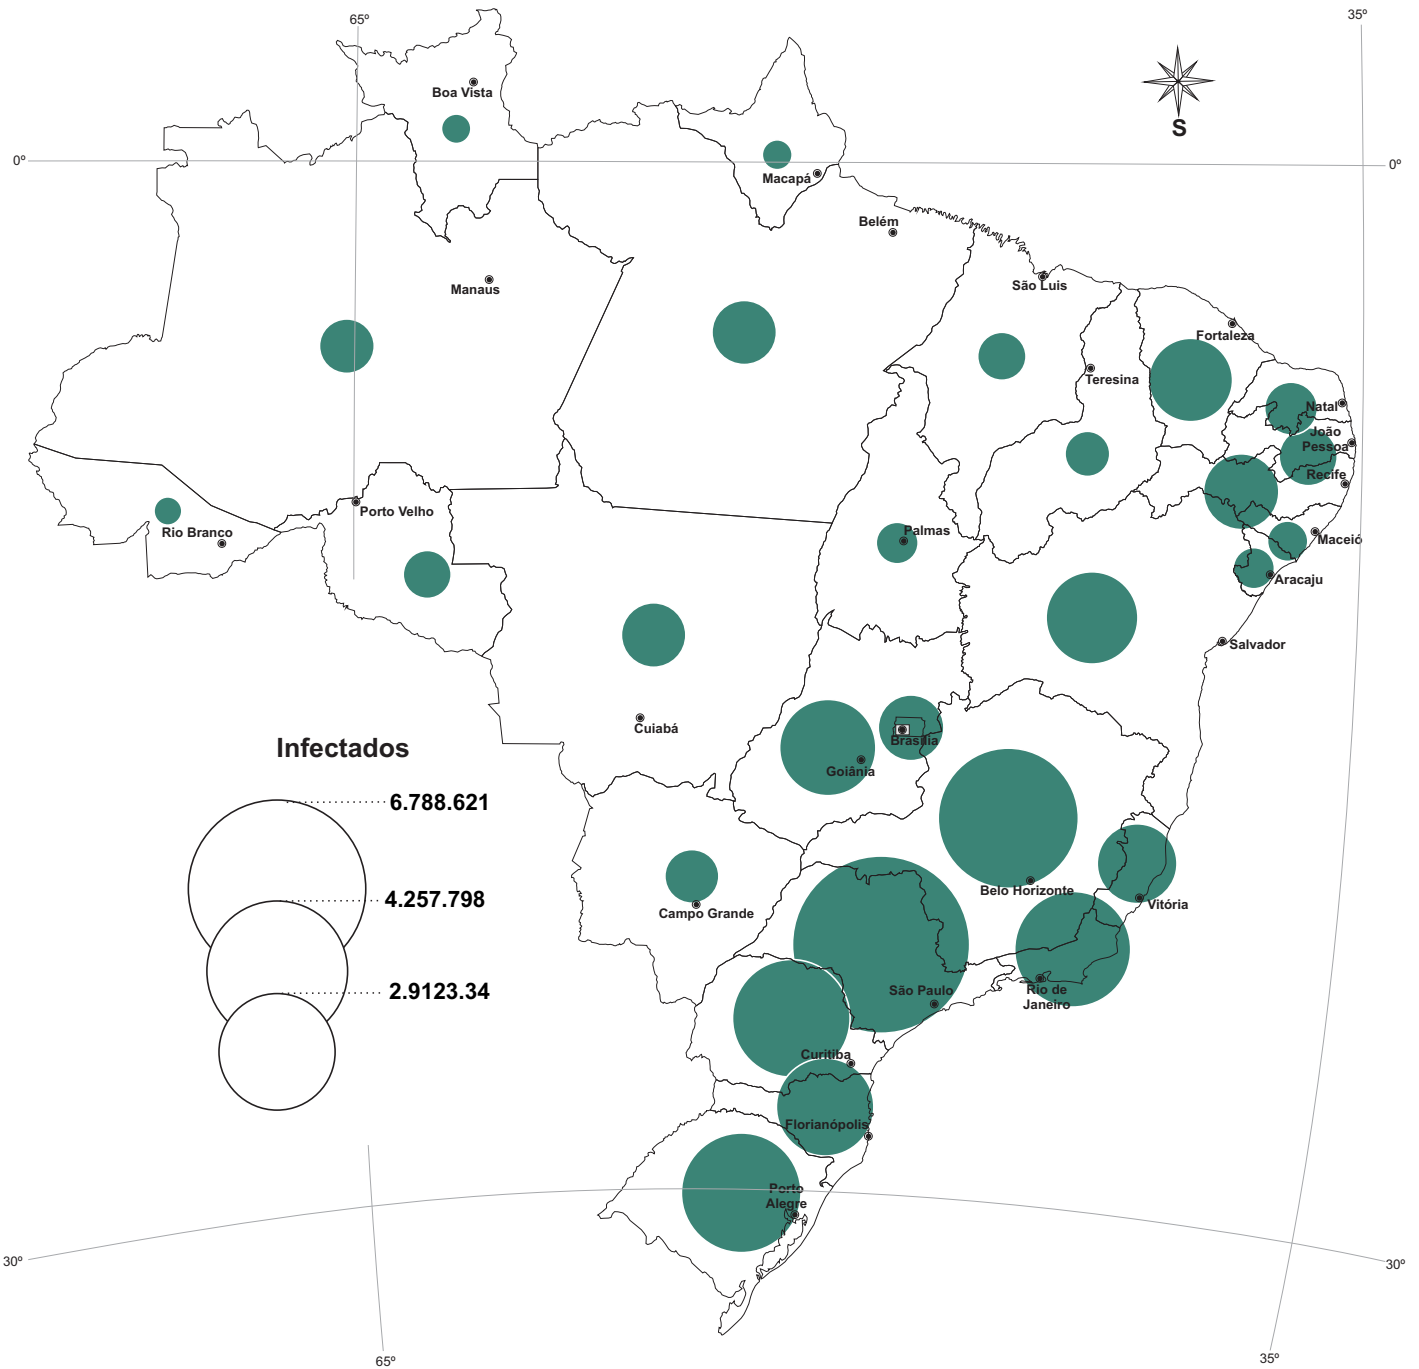 65º
35º
Boa Vista
S
0º
0º
Macapá
Belém
Manaus
São Luis
Fortaleza
Teresina
Natal
João
Pessoa
Recife
Porto Velho
Rio Branco
Palmas
Maceió
Aracaju
Salvador
Cuiabá
Brasília
Goiânia
Infectados
6.788.621
4.257.798
2.9123.34
Belo Horizonte
Vitória
Campo Grande
São Paulo
Rio de
Janeiro
Curitiba
Florianópolis
Porto
Alegre
30º
30º
65º
35º